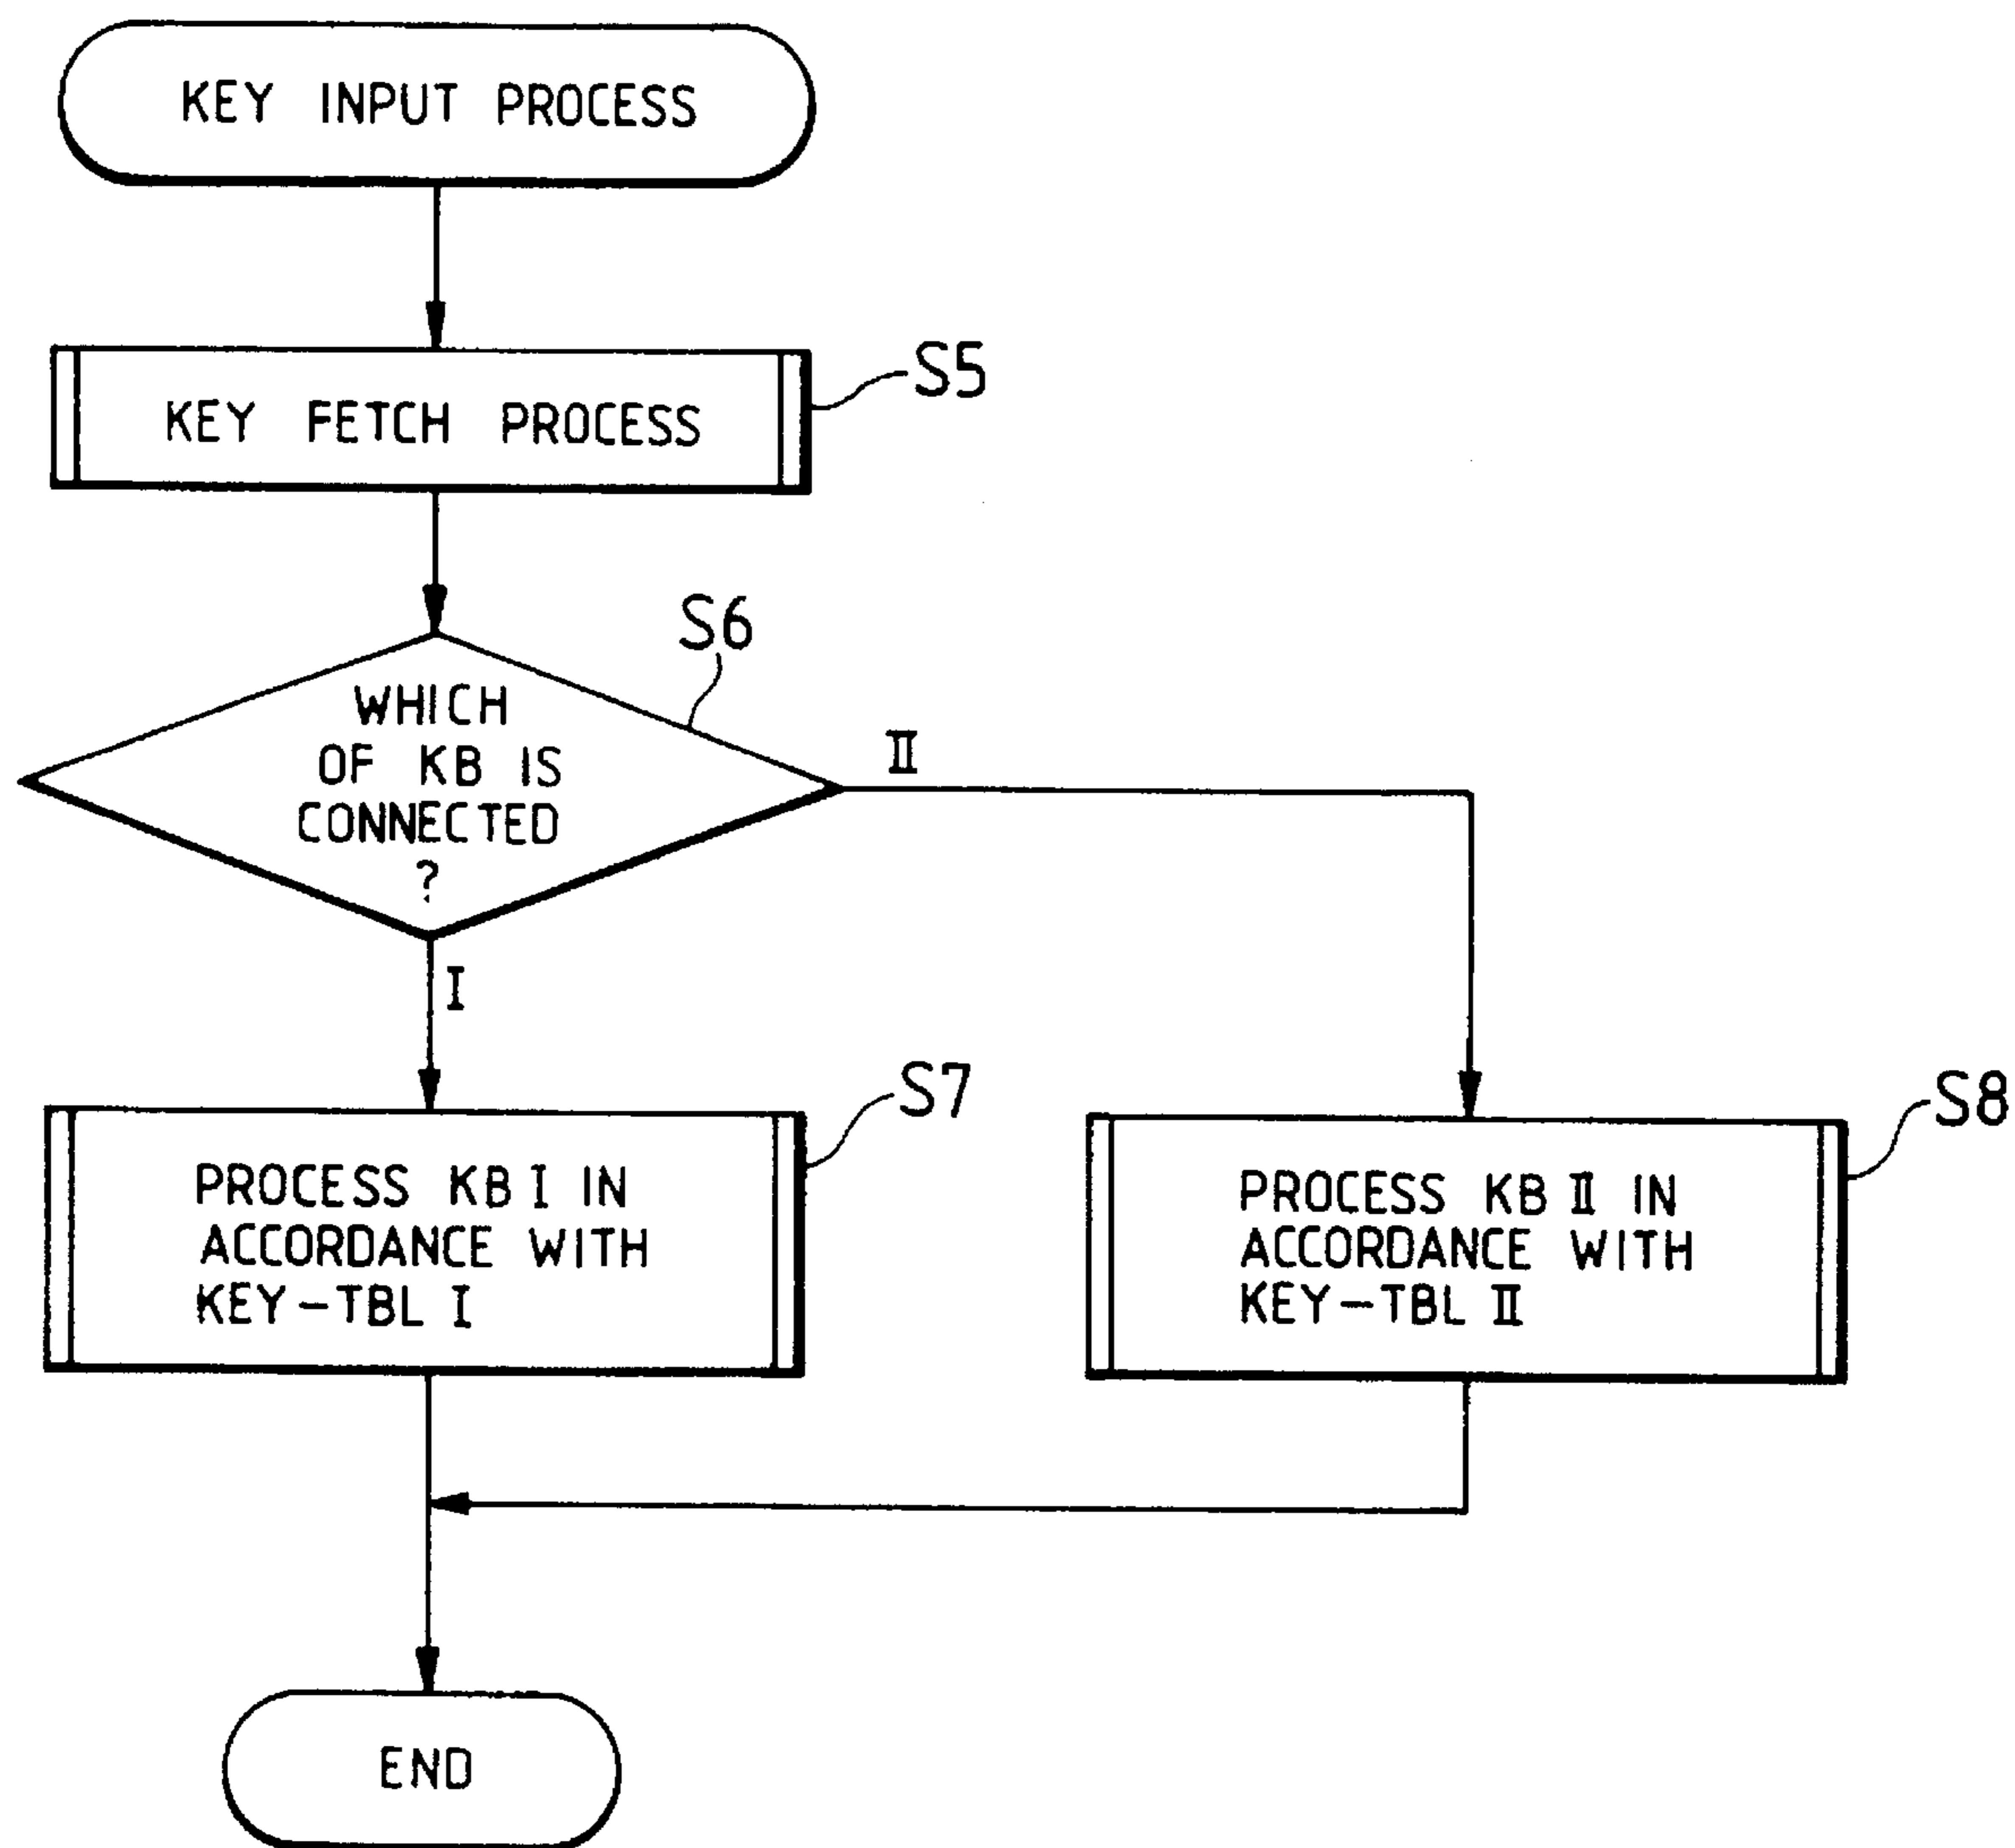 KEY INPUT PROCESS
KEY FETCH PROCESS
S5
S6
WHICH
OF KB IS
CONNECTED
?
II
I
PROCESS KB I IN
ACCORDANCE WITH
KEY-TBL I
S7
PROCESS KB II IN
ACCORDANCE WITH
KEY-TBL II
S8
END